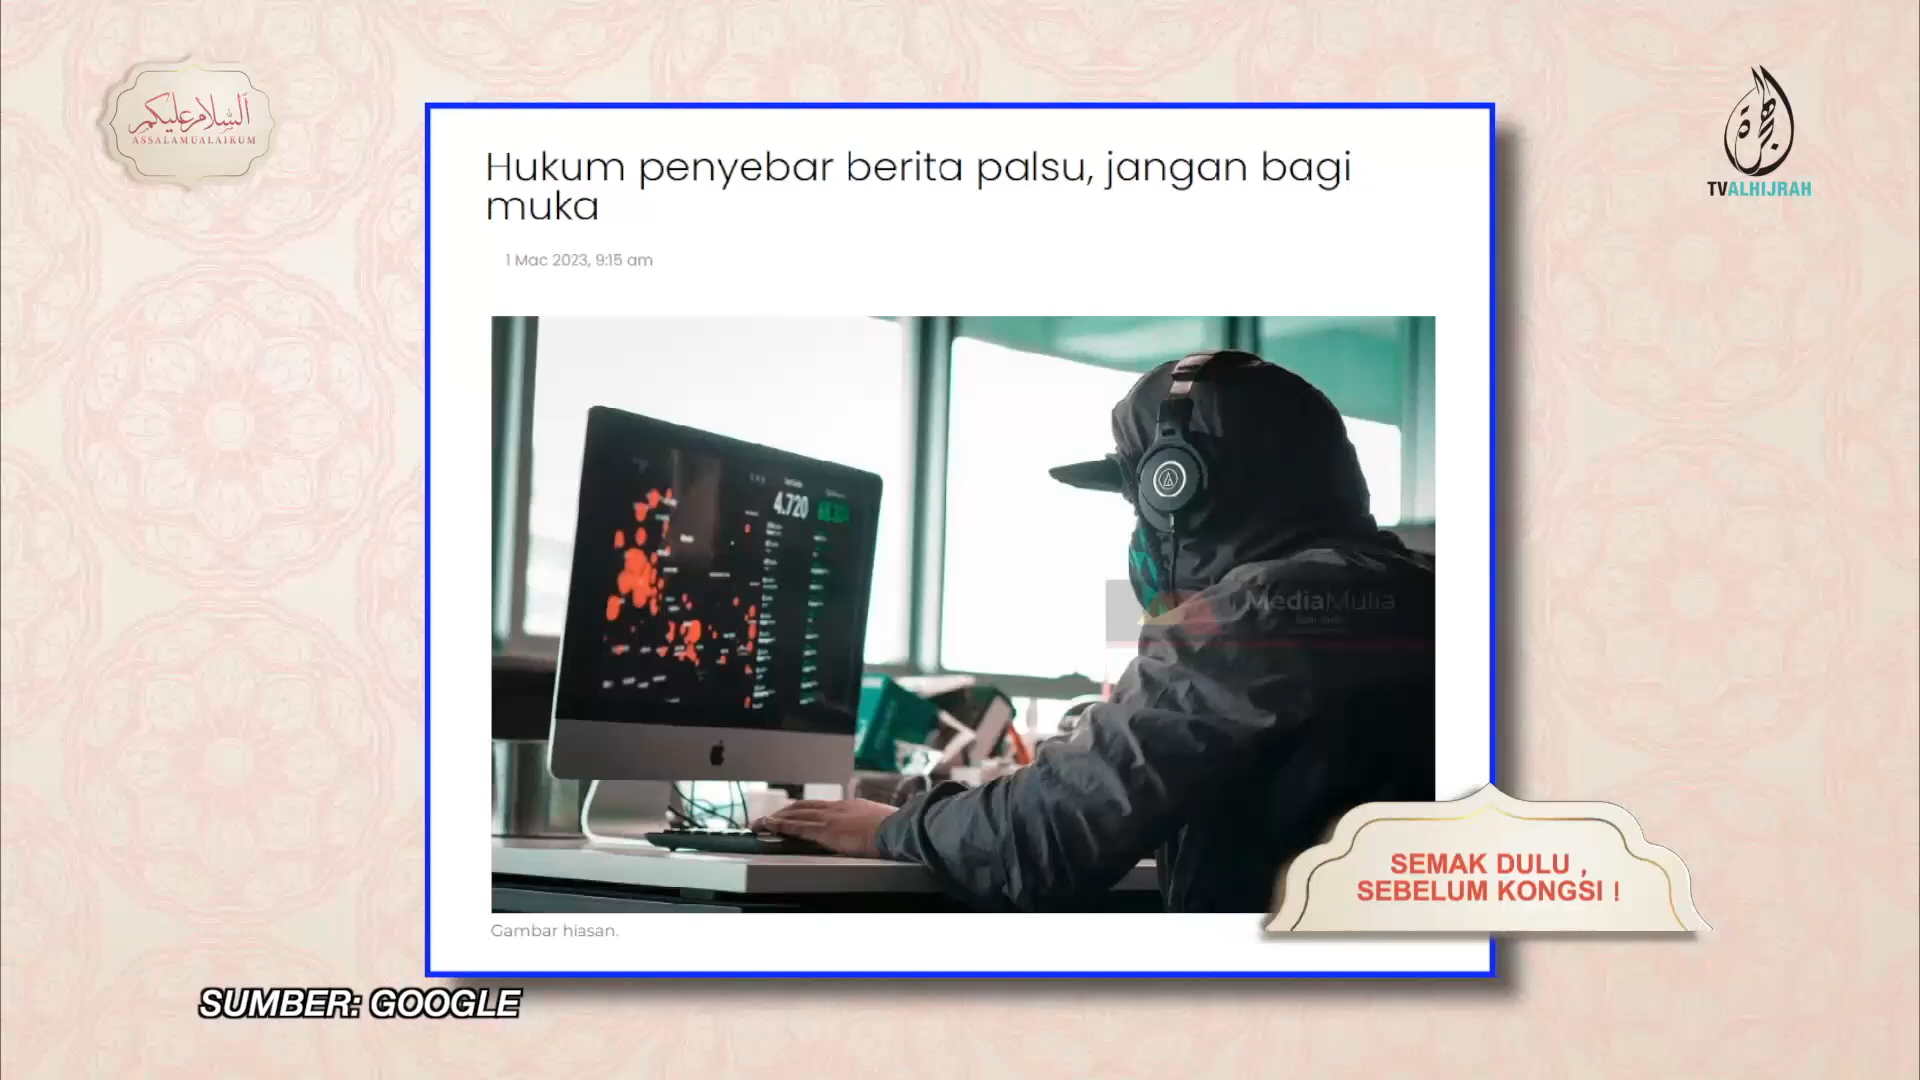 السلام عليكم
ASSALAMUALAIKUM
الهجرة
TVALHIJRAH
Hukum penyebar berita palsu, jangan bagi
muka
1 Mac 2023, 9:15 am
4.720
MediaMulia
Gambar hiasan.
SEMAK DULU ,
SEBELUM KONGSI !
SUMBER: GOOGLE